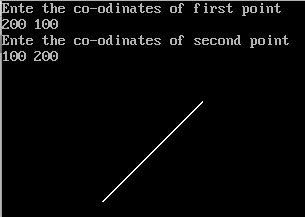 Ente the co-odinates of first point
200 100
Ente the co-odinates of second point
100 200